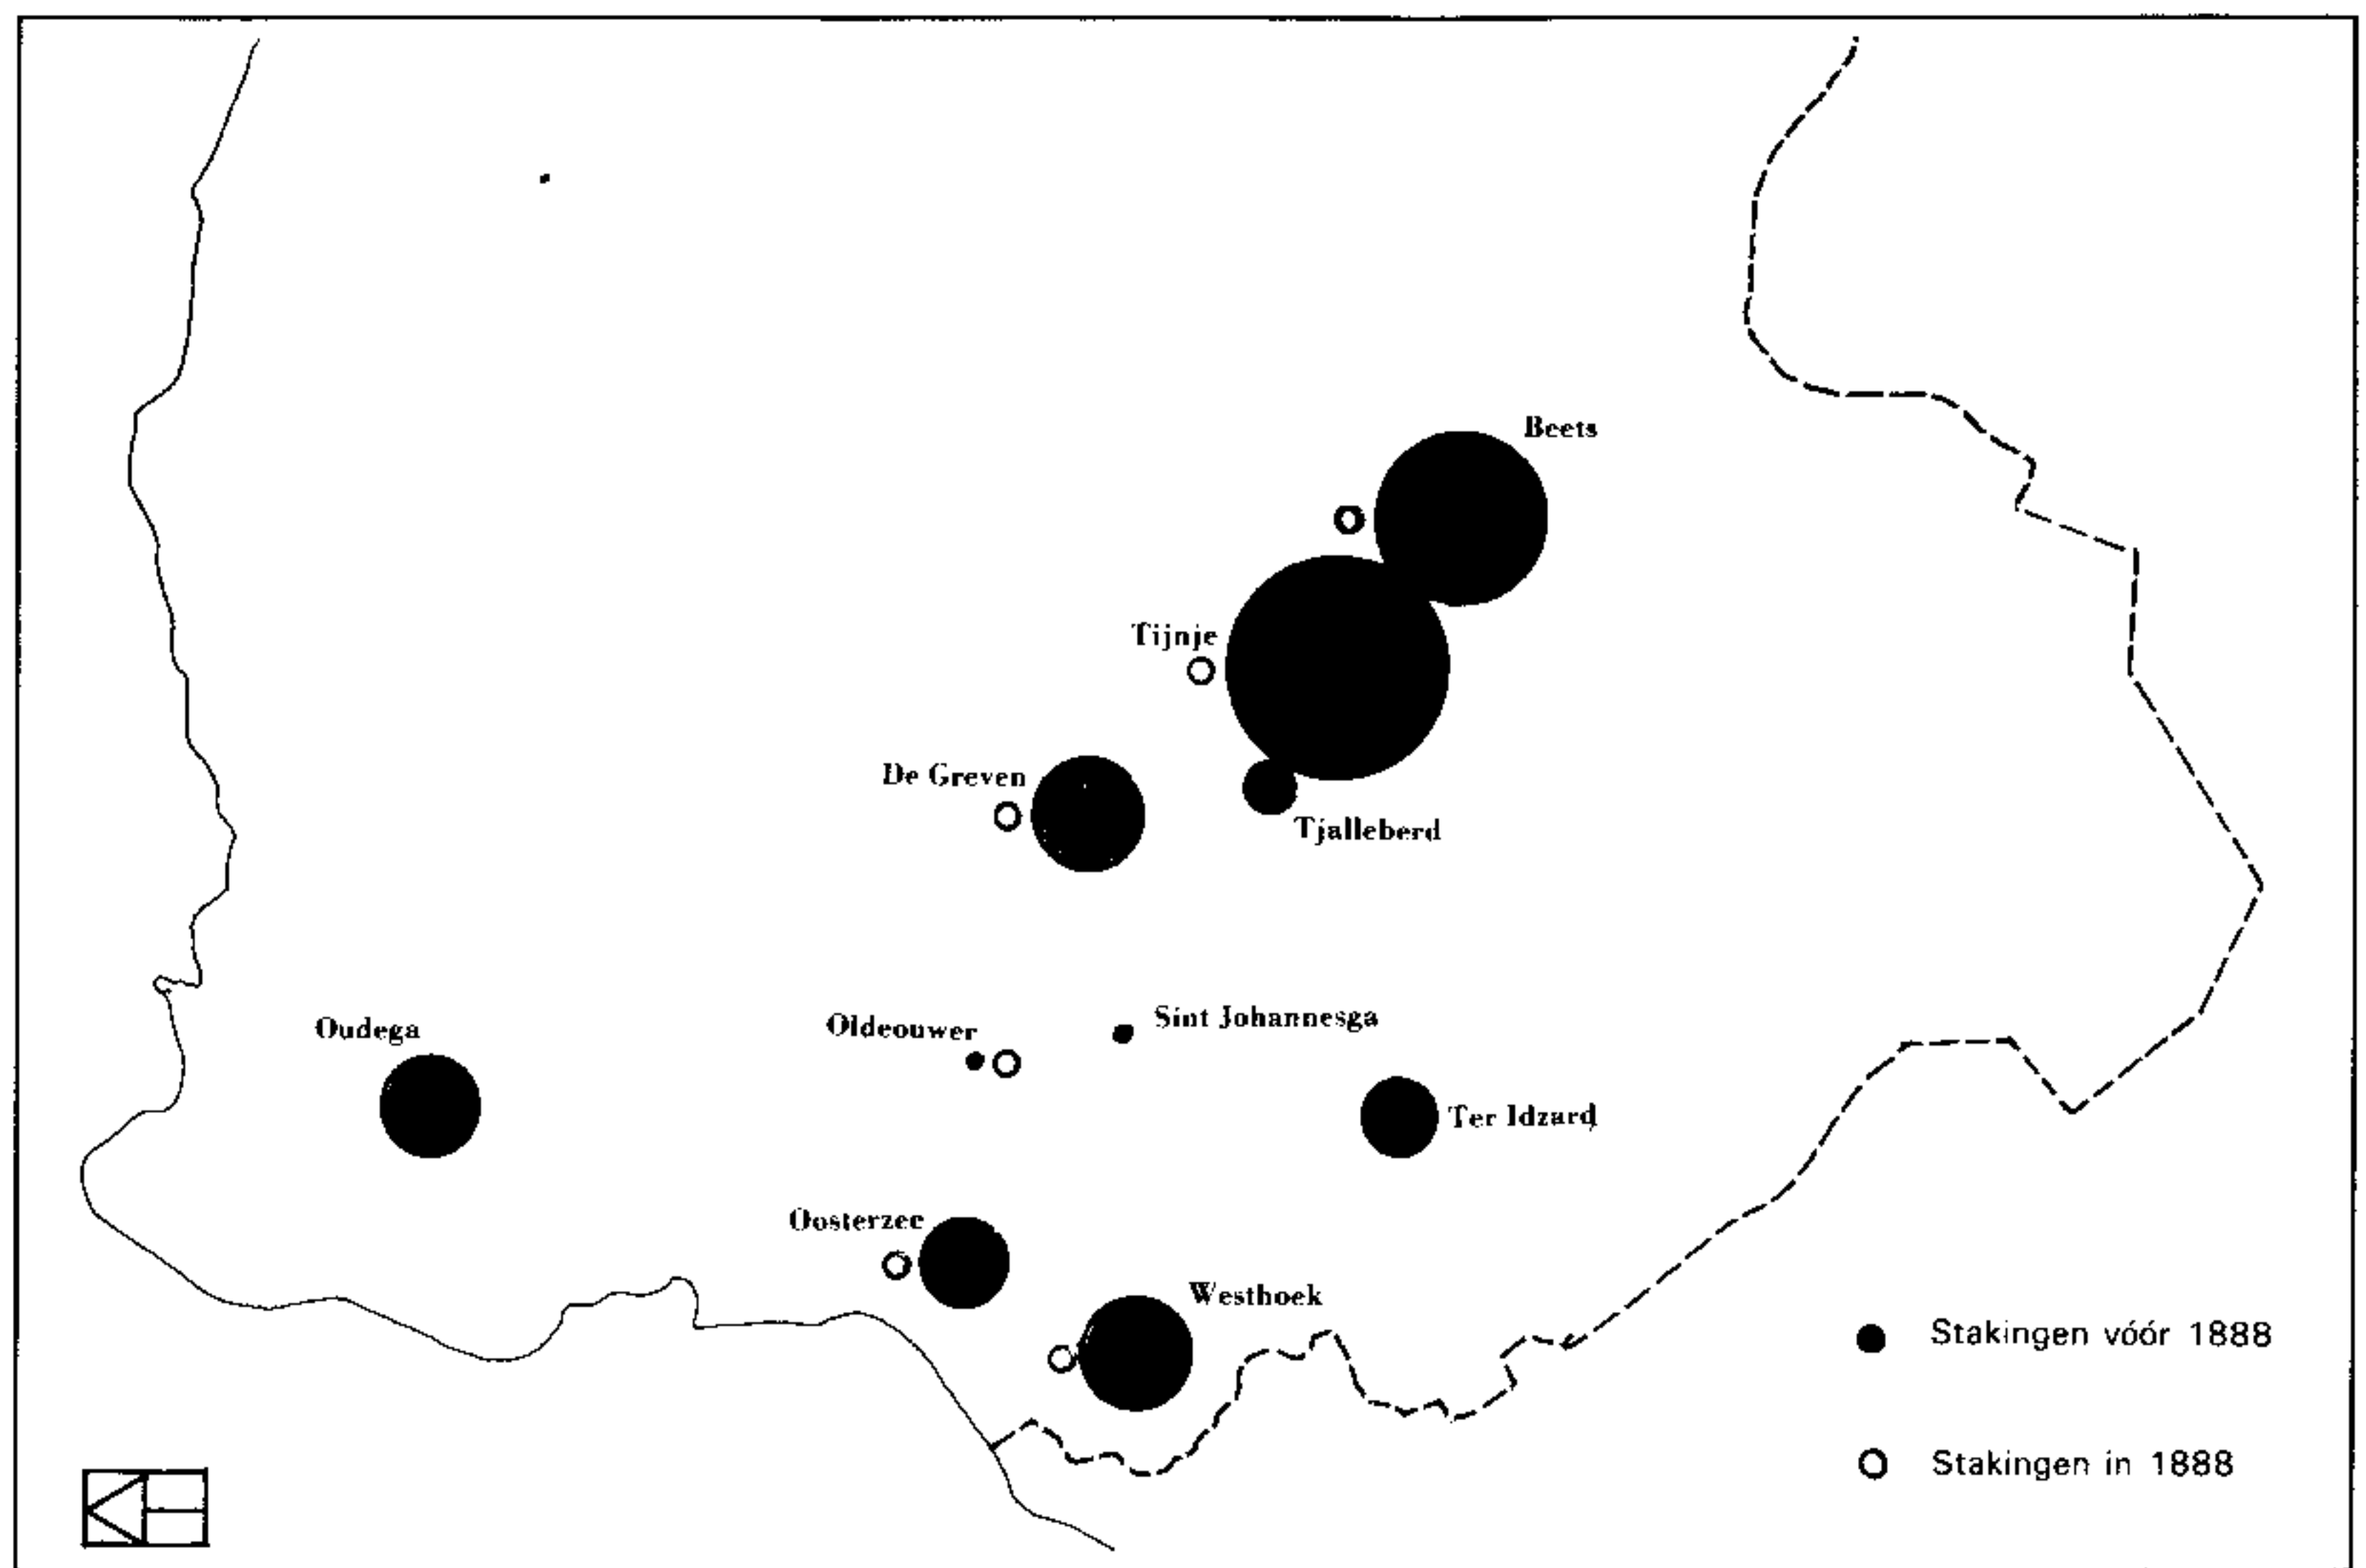 Beets
Tijnje
De Greven
Tjalleberd
Oudega
Oldeouwer
Sint Johannesga
Ter Idzard
Oosterzee
Westhoek
Stakingen vóór 1888
Stakingen in 1888